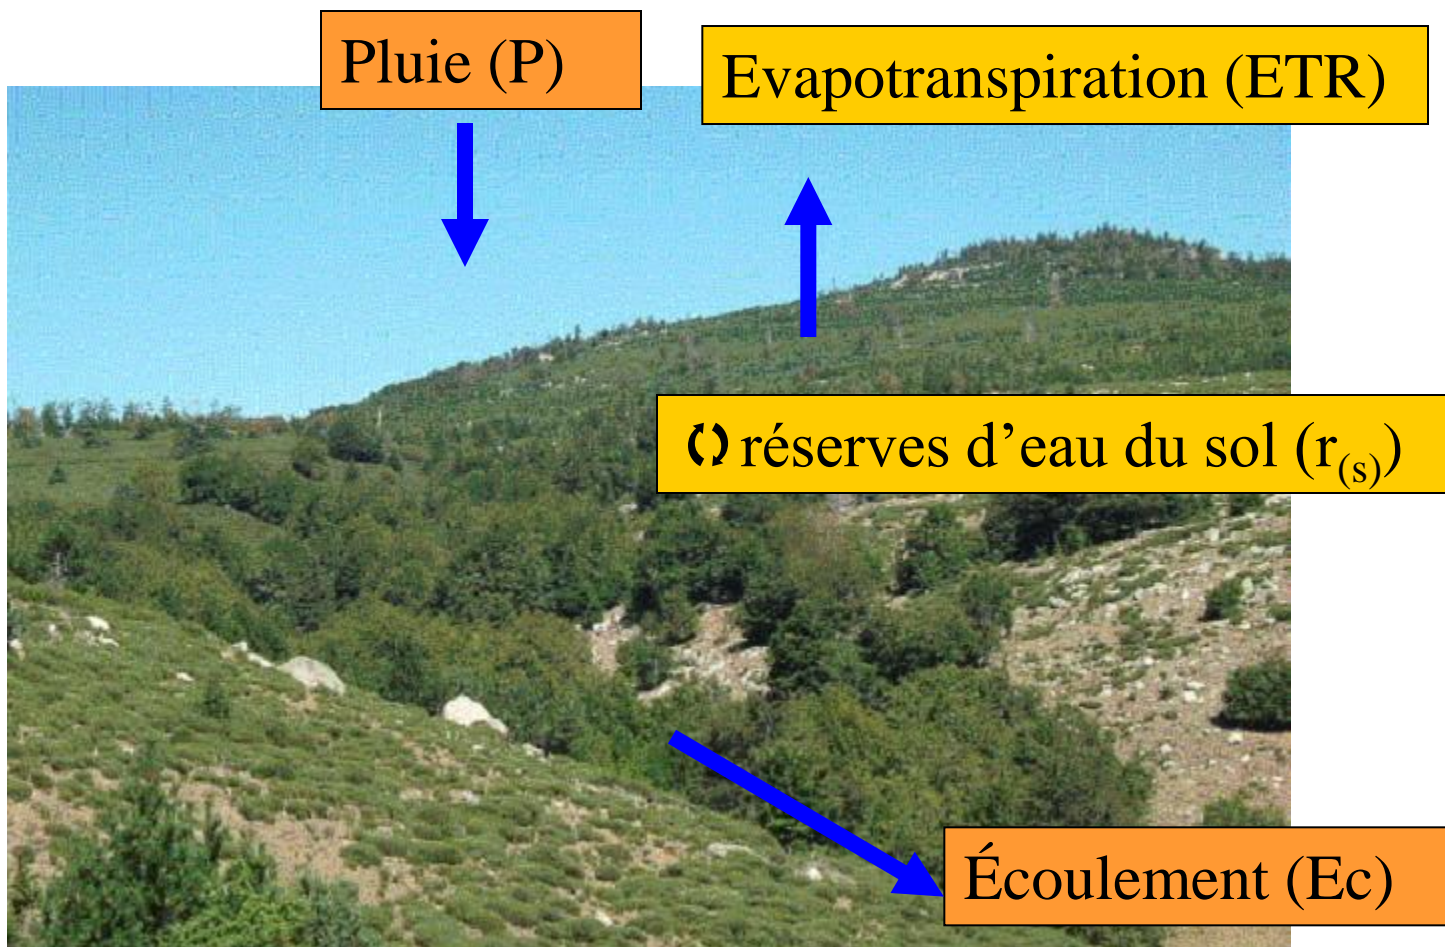 Pluie (P)
Evapotranspiration (ETR)
réserves d’eau du sol (r(s))
Écoulement (Ec)